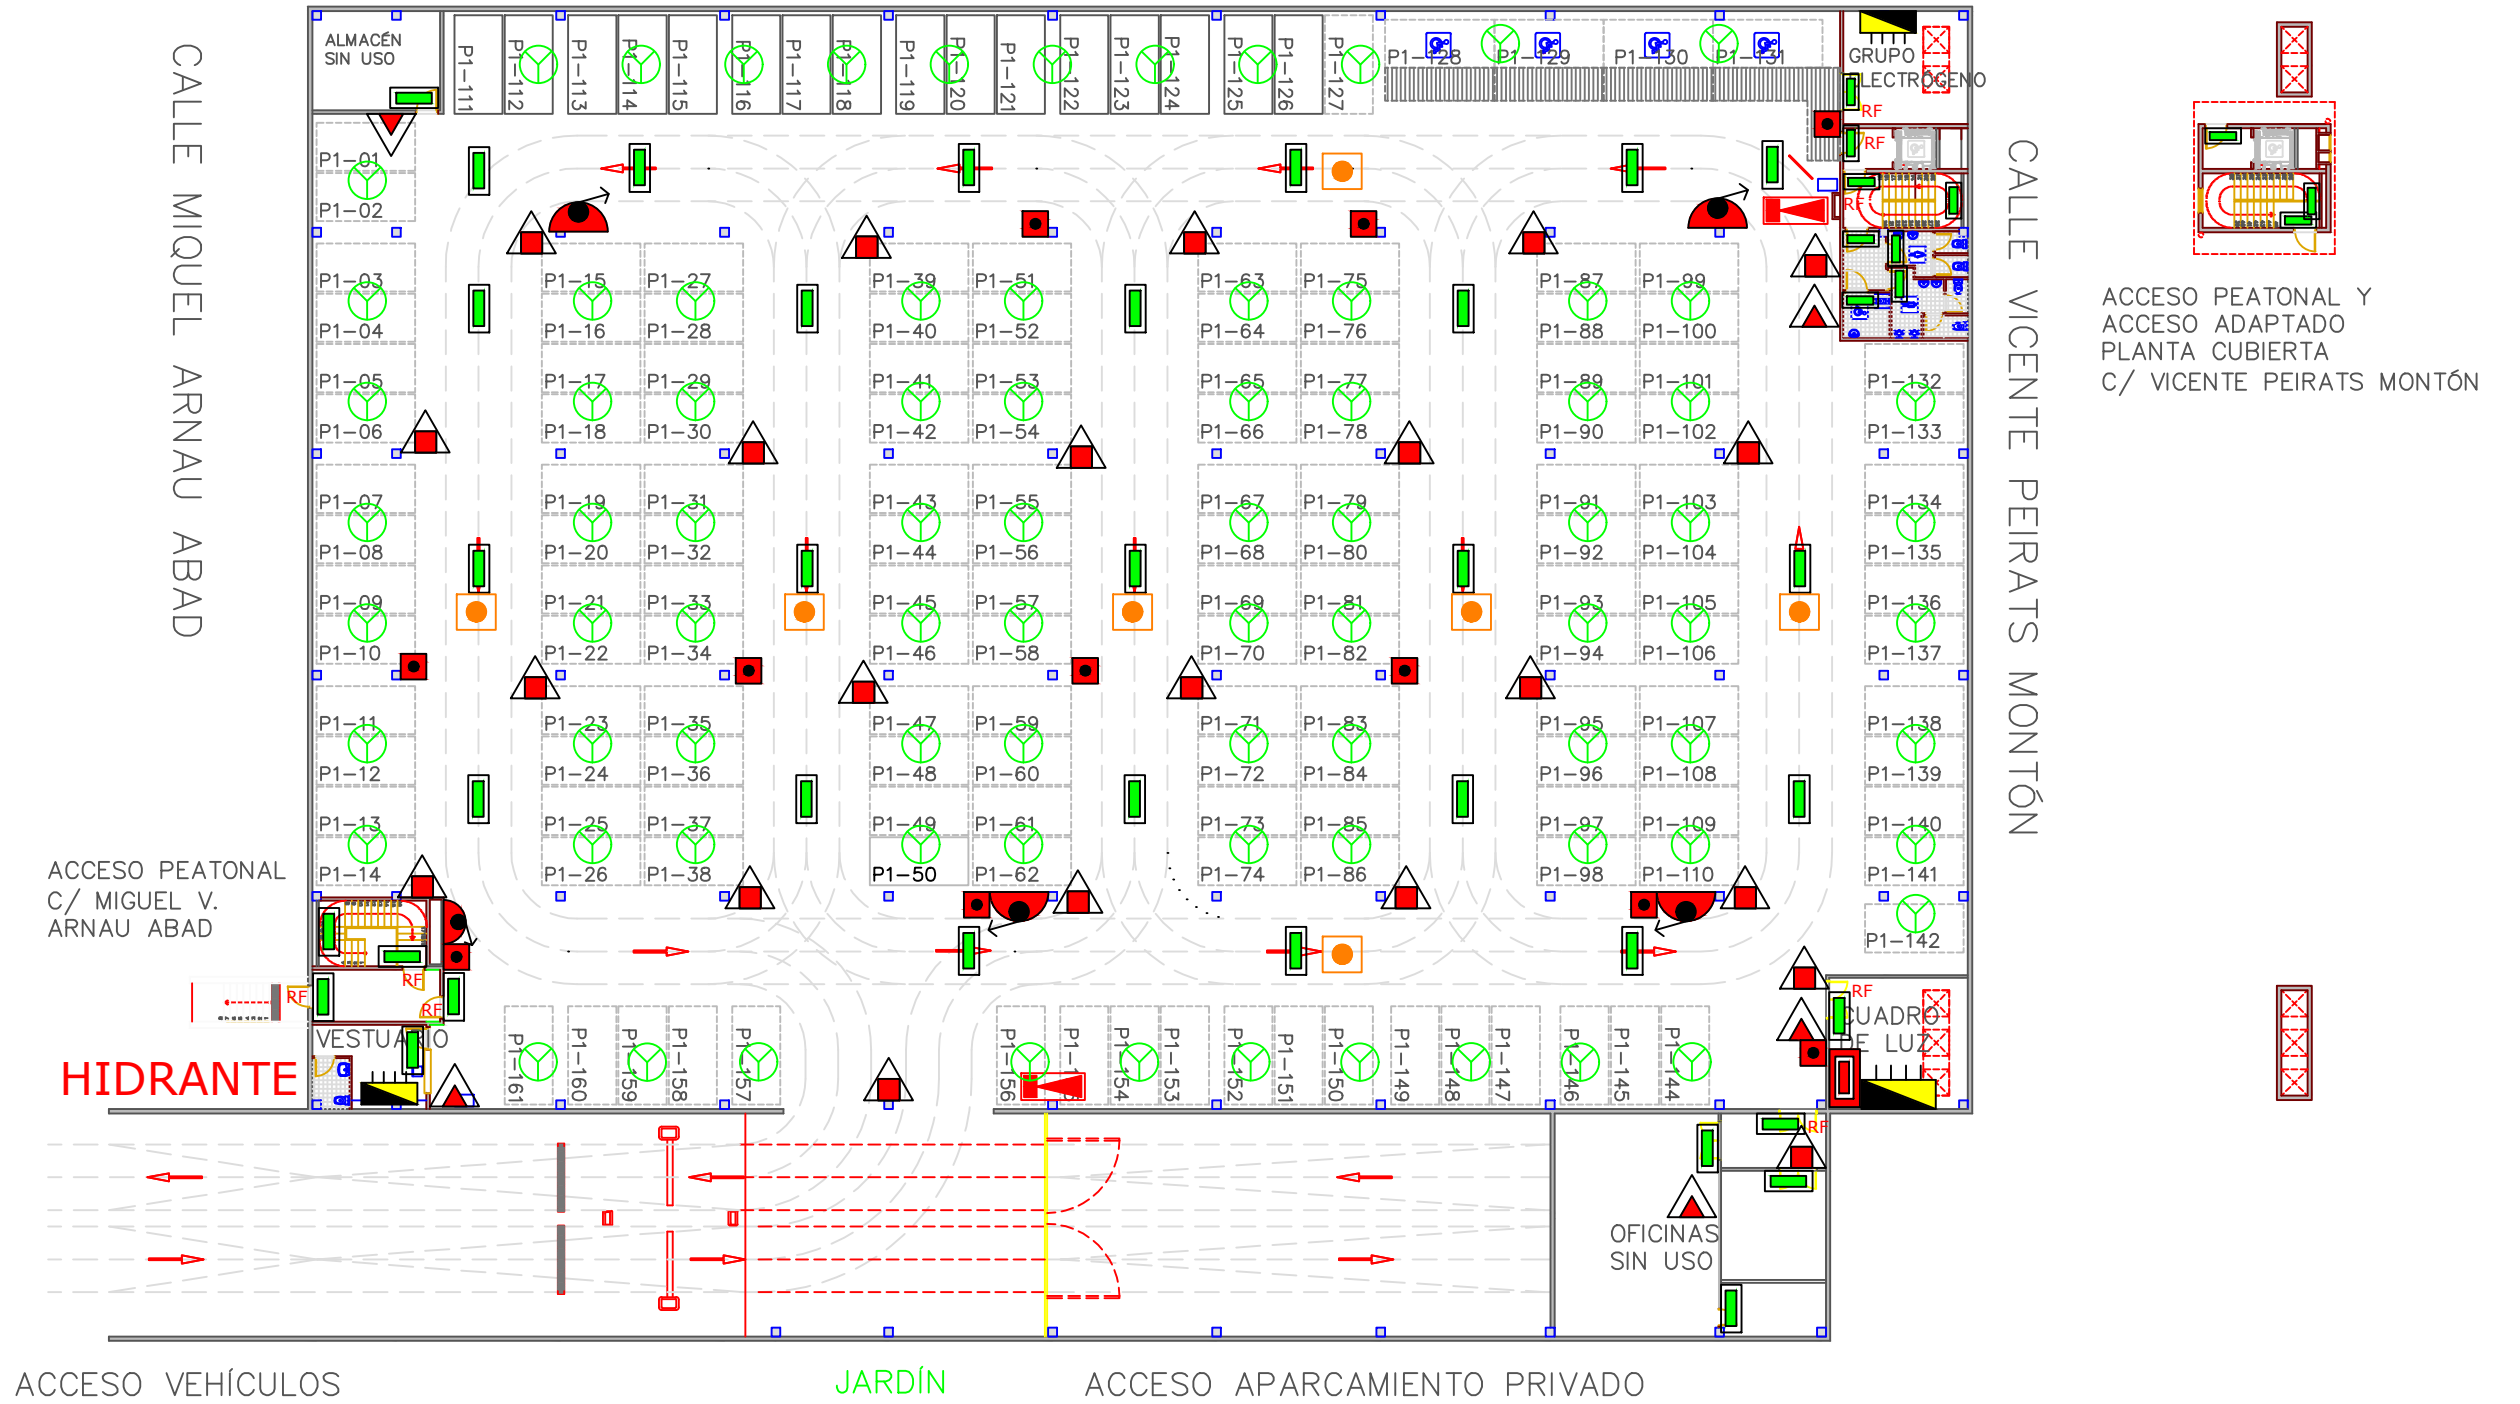 ALMACÉN
SIN USO
P1-111
P1-112
P1-113
P1-114
P1-115
P1-116
P1-117
P1-118
P1-119
P1-120
P1-121
P1-122
P1-123
P1-124
P1-125
P1-126
P1-127
P1-128
P1-129
P1-130
P1-131
GRUPO
ELECTRÓGENO
RF
RF
RF
CALLE MIQUEL ARNAU ABAD
CALLE VICENTE PEIRATS MONTÓN
ACCESO PEATONAL Y
ACCESO ADAPTADO
PLANTA CUBIERTA
C/ VICENTE PEIRATS MONTÓN
P1-01
P1-02
P1-03
P1-04
P1-05
P1-06
P1-07
P1-08
P1-09
P1-10
P1-11
P1-12
P1-13
P1-14
P1-15
P1-16
P1-17
P1-18
P1-19
P1-20
P1-21
P1-22
P1-23
P1-24
P1-25
P1-26
P1-27
P1-28
P1-29
P1-30
P1-31
P1-32
P1-33
P1-34
P1-35
P1-36
P1-37
P1-38
P1-39
P1-40
P1-41
P1-42
P1-43
P1-44
P1-45
P1-46
P1-47
P1-48
P1-49
P1-50
P1-51
P1-52
P1-53
P1-54
P1-55
P1-56
P1-57
P1-58
P1-59
P1-60
P1-61
P1-62
P1-63
P1-64
P1-65
P1-66
P1-67
P1-68
P1-69
P1-70
P1-71
P1-72
P1-73
P1-74
P1-75
P1-76
P1-77
P1-78
P1-79
P1-80
P1-81
P1-82
P1-83
P1-84
P1-85
P1-86
P1-87
P1-88
P1-89
P1-90
P1-91
P1-92
P1-93
P1-94
P1-95
P1-96
P1-97
P1-98
P1-99
P1-100
P1-101
P1-102
P1-103
P1-104
P1-105
P1-106
P1-107
P1-108
P1-109
P1-110
P1-132
P1-133
P1-134
P1-135
P1-136
P1-137
P1-138
P1-139
P1-140
P1-141
P1-142
ACCESO PEATONAL
C/ MIGUEL V.
ARNAU ABAD
RF
RF
RF
VESTUARIO
HIDRANTE
P1-161
P1-160
P1-159
P1-158
P1-157
P1-156
P1-154
P1-153
P1-152
P1-151
P1-150
P1-149
P1-148
P1-147
P1-146
P1-145
P1-144
RF
CUADRO
DE LUZ
RF
OFICINAS
SIN USO
ACCESO VEHÍCULOS
JARDÍN
ACCESO APARCAMIENTO PRIVADO